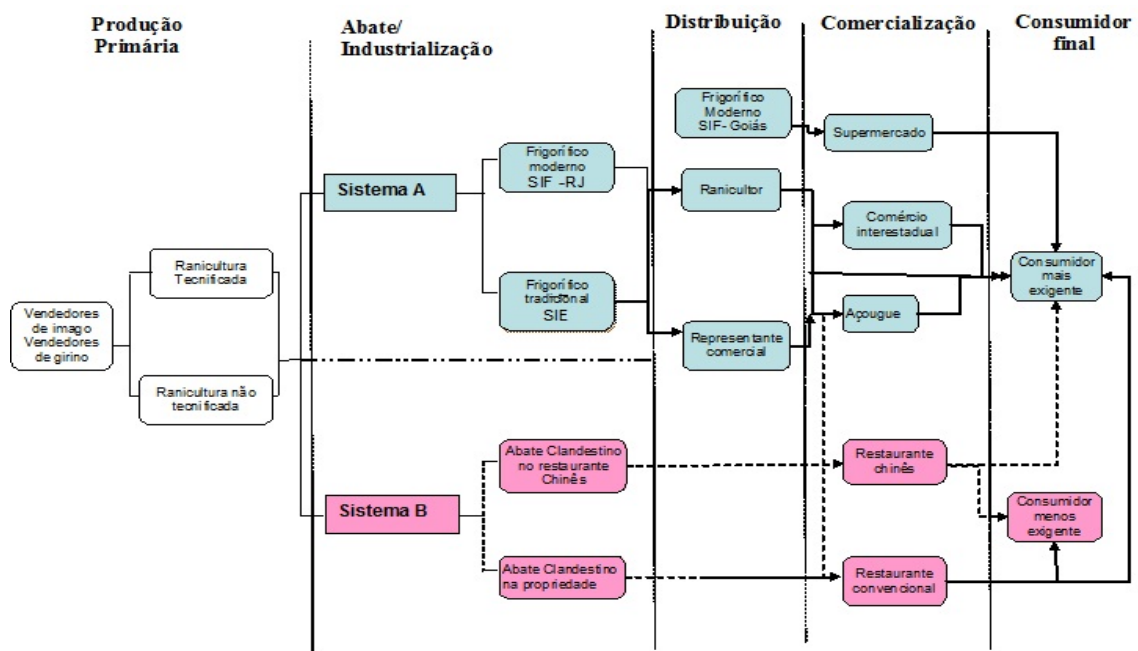 Produção
Primária
Abate/
Industrialização
Distribuição
Comercialização
Consumidor
final
Vendedores
de imago
Vendedores
de girino
Ranicultura
Tecnificada
Ranicultura não
tecnificada
Sistema A
Frigorífico
moderno
SIF -RJ
Frigorífico
tradicional
SIE
Frigorífico
Moderno
SIF- Goiás
Ranicultor
Representante
comercial
Supermercado
Comércio
interestadual
Açougue
Consumidor
mais
exigente
Sistema B
Abate Clandestino
no restaurante
Chinês
Abate Clandestino
na propriedade
Restaurante
chinês
Restaurante
convencional
Consumidor
menos
exigente